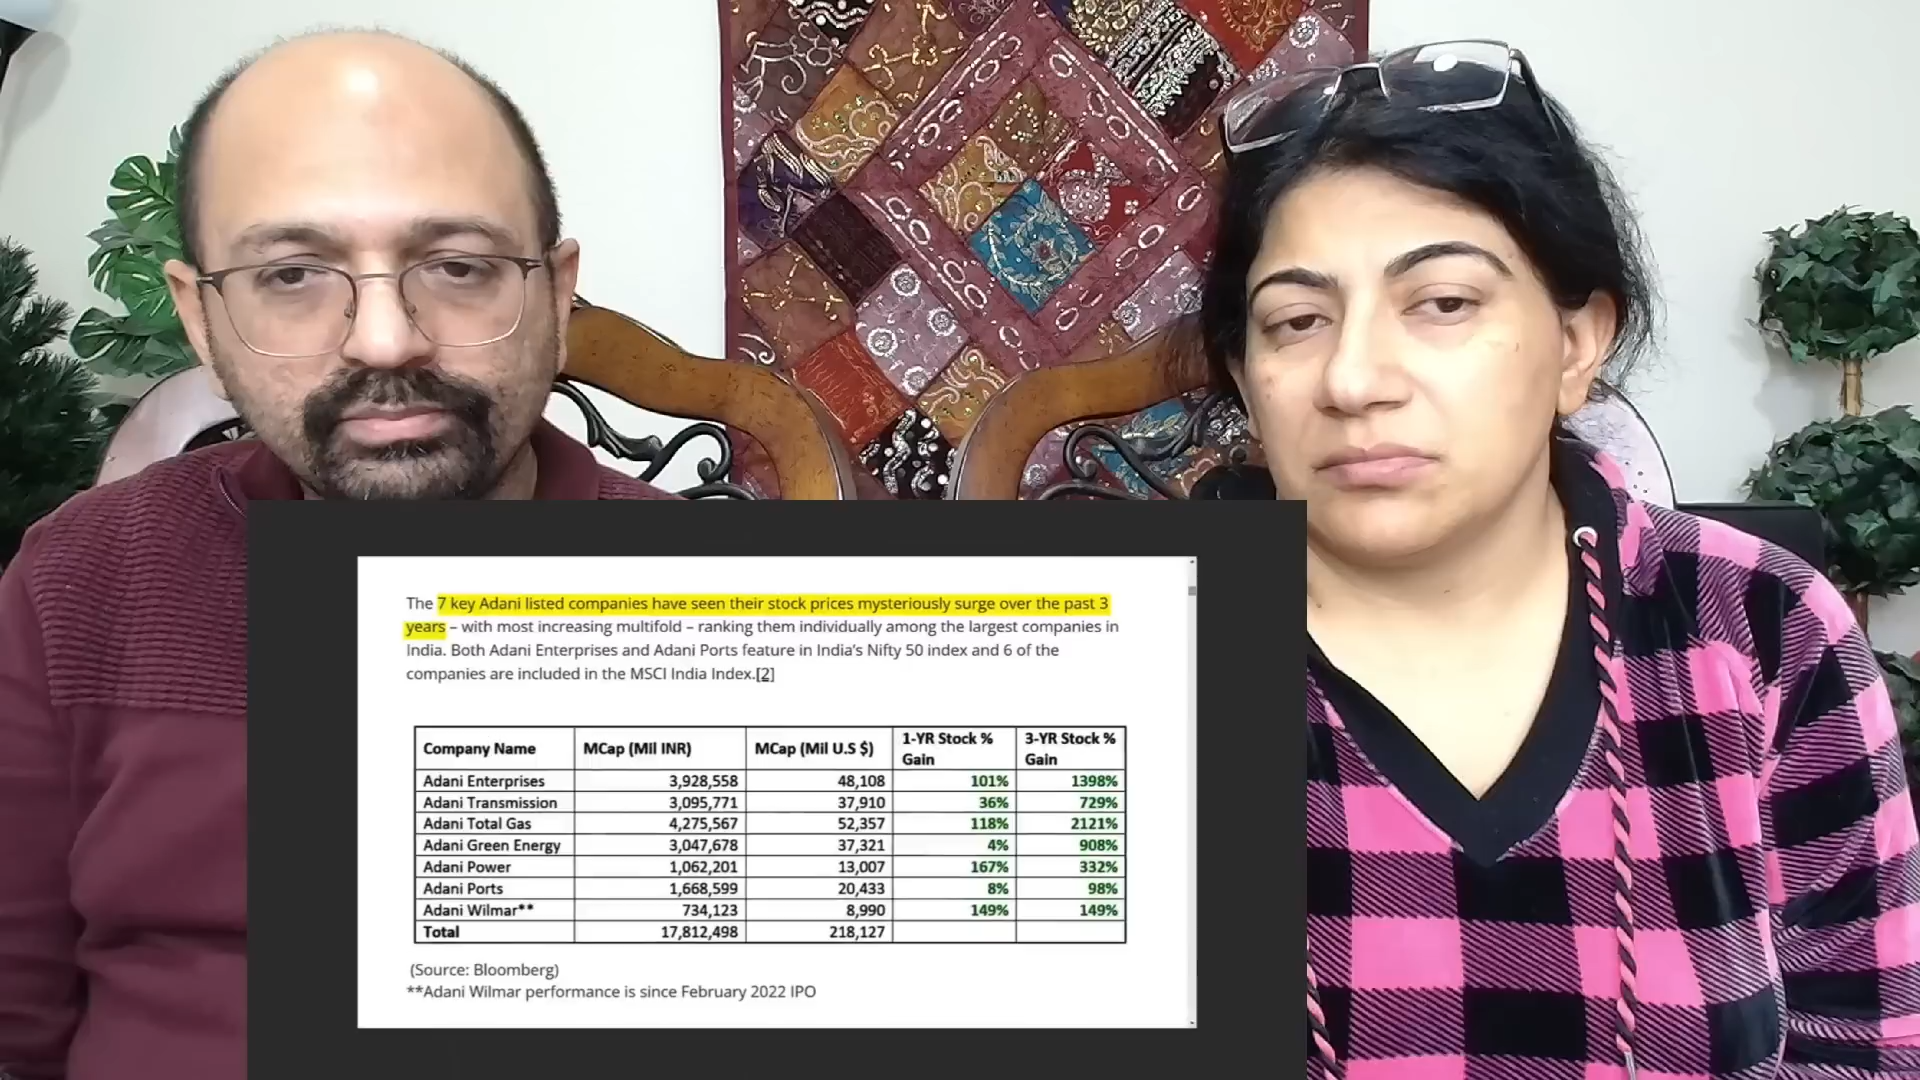 The 7 key Adani listed companies have seen their stock prices mysteriously surge over the past 3
years – with most increasing multifold – ranking them individually among the largest companies in
India. Both Adani Enterprises and Adani Ports feature in India's Nifty 50 index and 6 of the
companies are included in the MSCI India Index.[2]
Company Name MCap (Mil INR) MCap (Mil U.S $) 1-YR Stock % Gain 3-YR Stock % Gain
Adani Enterprises 3,928,558 48,108 101% 1398%
Adani Transmission 3,095,771 37,910 36% 729%
Adani Total Gas 4,275,567 52,357 118% 2121%
Adani Green Energy 3,047,678 37,321 4% 908%
Adani Power 1,062,201 13,007 167% 332%
Adani Ports 1,668,599 20,433 8% 98%
Adani Wilmar** 734,123 8,990 149% 149%
Total 17,812,498 218,127
(Source: Bloomberg)
**Adani Wilmar performance is since February 2022 IPO